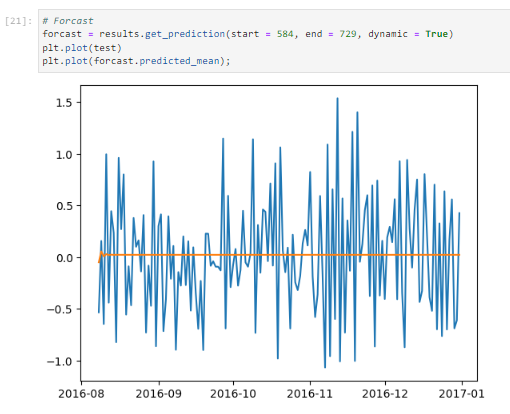 [21]: # Forcast
forcast = results.get_prediction(start = 584, end = 729, dynamic = True)
plt.plot(test)
plt.plot(forcast.predicted_mean);
1.5
1.0
0.5
0.0
−0.5
−1.0
2016-08 2016-09 2016-10 2016-11 2016-12 2017-01